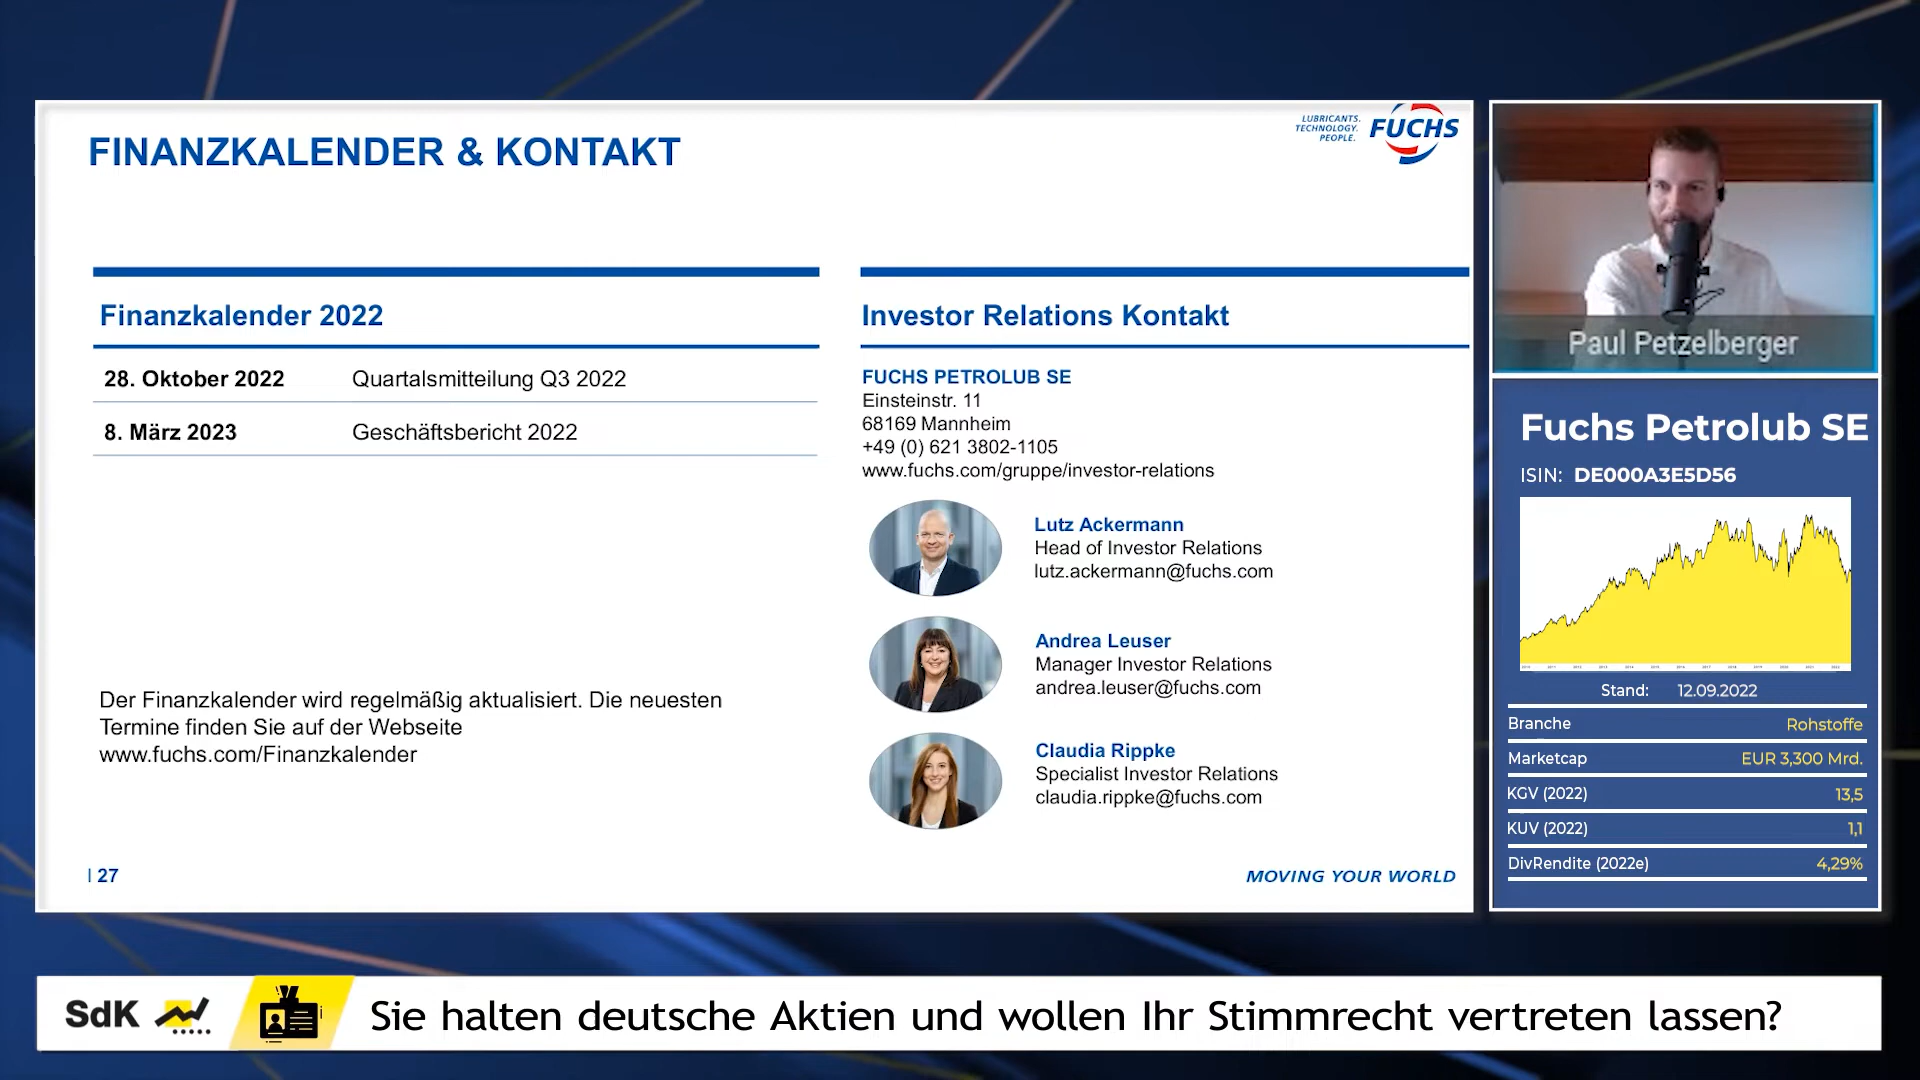 FINANZKALENDER & KONTAKT
LUBRICANTS.
TECHNOLOGY.
PEOPLE.
FUCHS
Finanzkalender 2022
28. Oktober 2022 Quartalsmitteilung Q3 2022
8. März 2023 Geschäftsbericht 2022
Der Finanzkalender wird regelmäßig aktualisiert. Die neuesten
Termine finden Sie auf der Webseite
www.fuchs.com/Finanzkalender
Investor Relations Kontakt
FUCHS PETROLUB SE
Einsteinstr. 11
68169 Mannheim
+49 (0) 621 3802-1105
www.fuchs.com/gruppe/investor-relations
Lutz Ackermann
Head of Investor Relations
lutz.ackermann@fuchs.com
Andrea Leuser
Manager Investor Relations
andrea.leuser@fuchs.com
Claudia Rippke
Specialist Investor Relations
claudia.rippke@fuchs.com
| 27
MOVING YOUR WORLD
Paul Petzelberger
Fuchs Petrolub SE
ISIN: DE000A3E5D56
Stand: 12.09.2022
Branche Rohstoffe
Marketcap EUR 3,300 Mrd.
KGV (2022) 13,5
KUV (2022) 1,1
DivRendite (2022e) 4,29%
SdK
Sie halten deutsche Aktien und wollen Ihr Stimmrecht vertreten lassen?